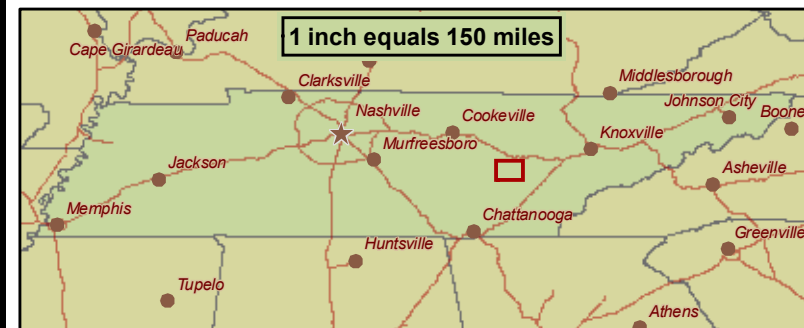 1 inch equals 150 miles
Paducah
Cape Girardeau
Clarksville
Middlesborough
Johnson City
Boone
Nashville
Cookeville
Knoxville
Murfreesboro
Jackson
Asheville
Memphis
Chattanooga
Greenville
Huntsville
Tupelo
Athens